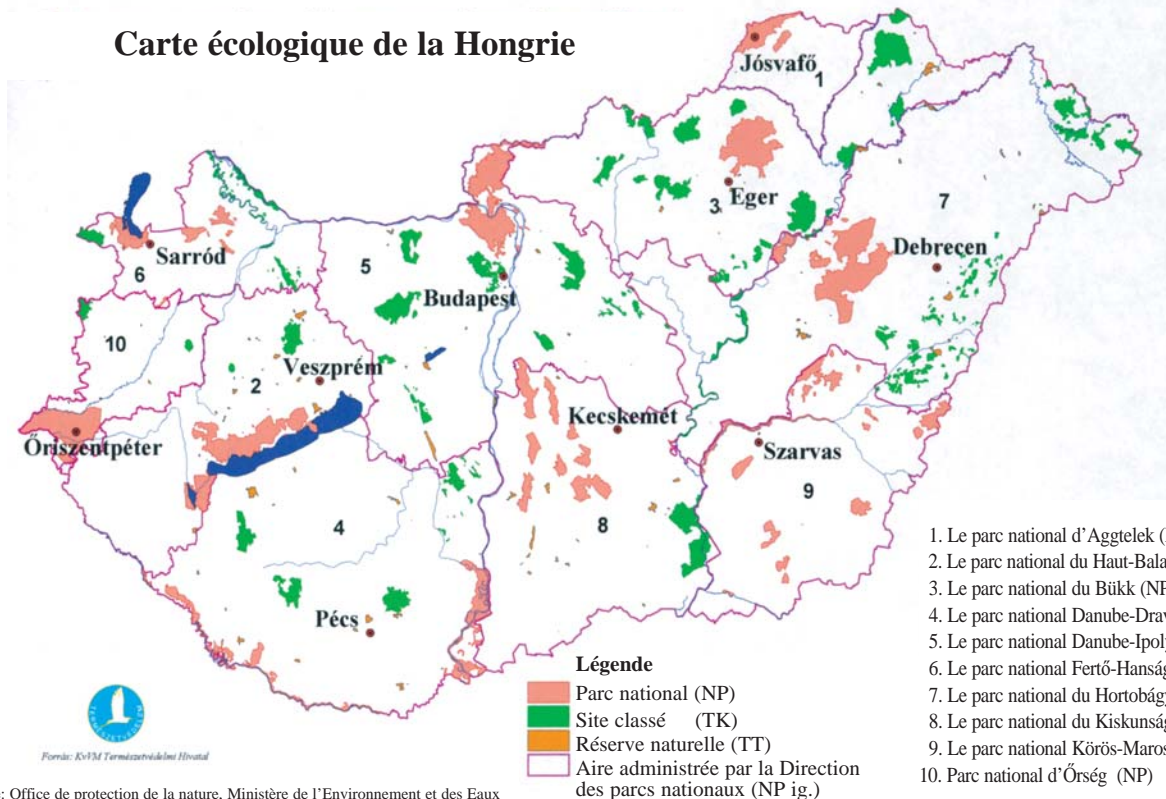 Carte écologique de la Hongrie
Jósvafő
1
3 Eger
7
Debrecen
Sarród
6
5
Budapest
10
Veszprém
2
Kecskemét
Őriszentpéter
Szarvas
9
4
8
Pécs
Légende
Parc national (NP)
Site classé (TK)
Réserve naturelle (TT)
Aire administrée par la Direction
des parcs nationaux (NP ig.)
1. Le parc national d'Aggtelek (
2. Le parc national du Haut-Bala
3. Le parc national du Bükk (NP
4. Le parc national Danube-Drav
5. Le parc national Danube-Ipoly
6. Le parc national Fertő-Hanság
7. Le parc national du Hortobágy
8. Le parc national du Kiskunság
9. Le parc national Körös-Maros
10. Parc national d'Őrség (NP)
TERMÉSZETVÉDELEM
Forrás: KvVM Természetvédelmi Hivatal
: Office de protection de la nature, Ministère de l'Environnement et des Eaux